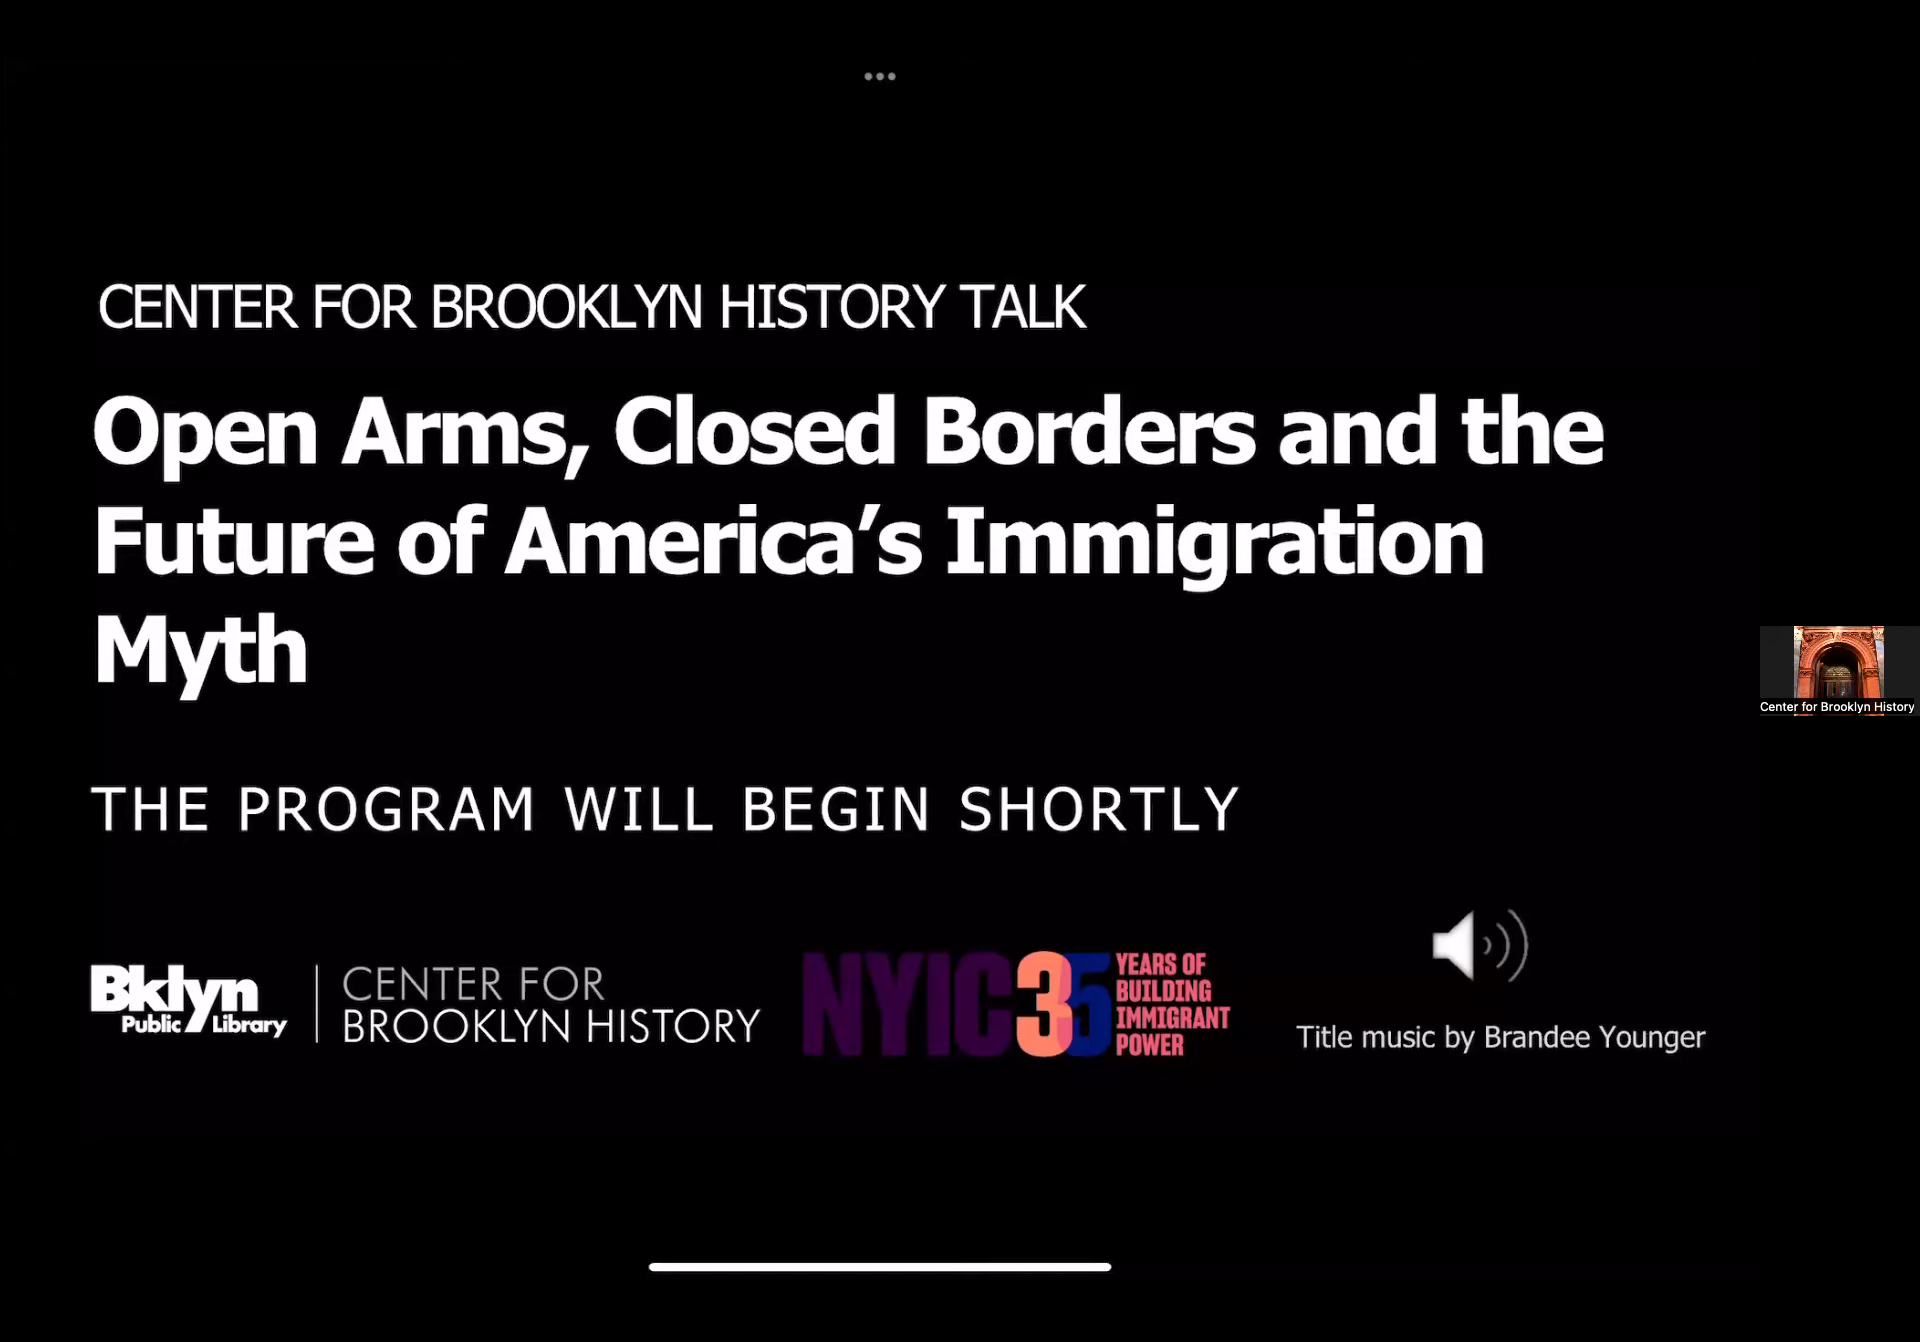 CENTER FOR BROOKLYN HISTORY TALK
Open Arms, Closed Borders and the
Future of America’s Immigration
Myth
Center for Brooklyn History
THE PROGRAM WILL BEGIN SHORTLY
Bklyn
Public Library
CENTER FOR
BROOKLYN HISTORY
NYIC35
YEARS OF
BUILDING
IMMIGRANT
POWER
Title music by Brandee Younger